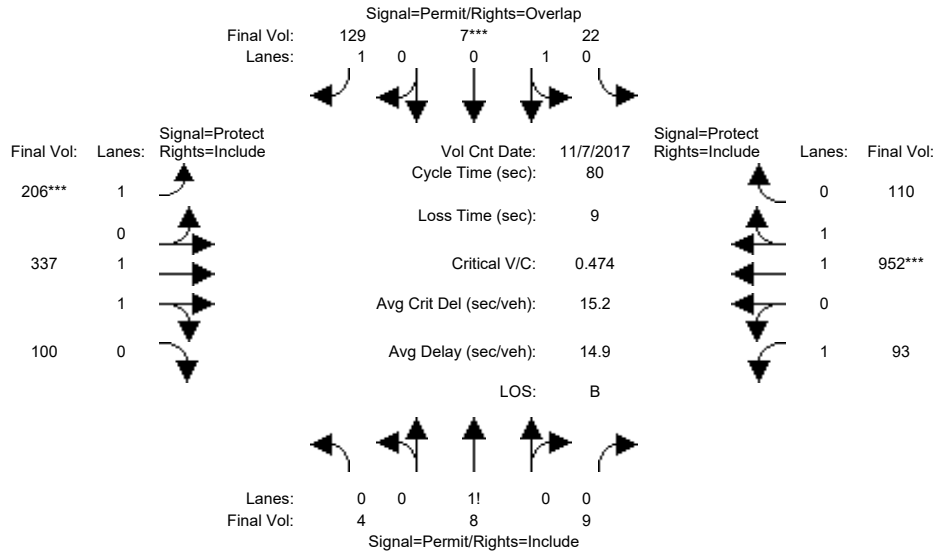 Signal=Permit/Rights=Overlap
Final Vol: 129 7*** 22
Lanes: 1 0 0 1 0
Signal=Protect
Final Vol: Lanes: Rights=Include
Vol Cnt Date: 11/7/2017
Signal=Protect
Rights=Include Lanes: Final Vol:
Cycle Time (sec): 80
206*** 1
0 110
Loss Time (sec): 9
0
1
337 1
Critical V/C: 0.474
1 952***
1
Avg Crit Del (sec/veh): 15.2
0
100 0
Avg Delay (sec/veh): 14.9
1 93
LOS: B
Lanes: 0 0 1! 0 0
Final Vol: 4 8 9
Signal=Permit/Rights=Include